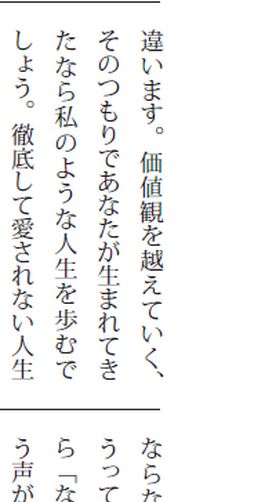 違います。価値観を越えていく、
そのつもりであなたが生まれてき
たなら私のような人生を歩むで
しょう。徹底して愛されない人生
ならな
うって
ら「な
う声が